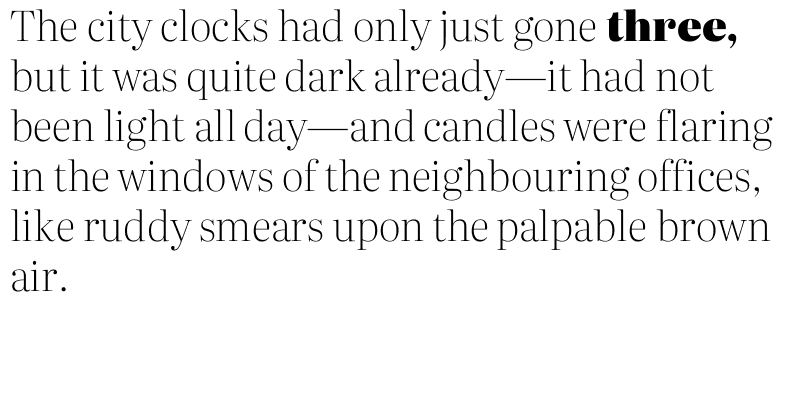 The city clocks had only just gone three,
but it was quite dark already—it had not
been light all day—and candles were flaring
in the windows of the neighbouring offices,
like ruddy smears upon the palpable brown
air.